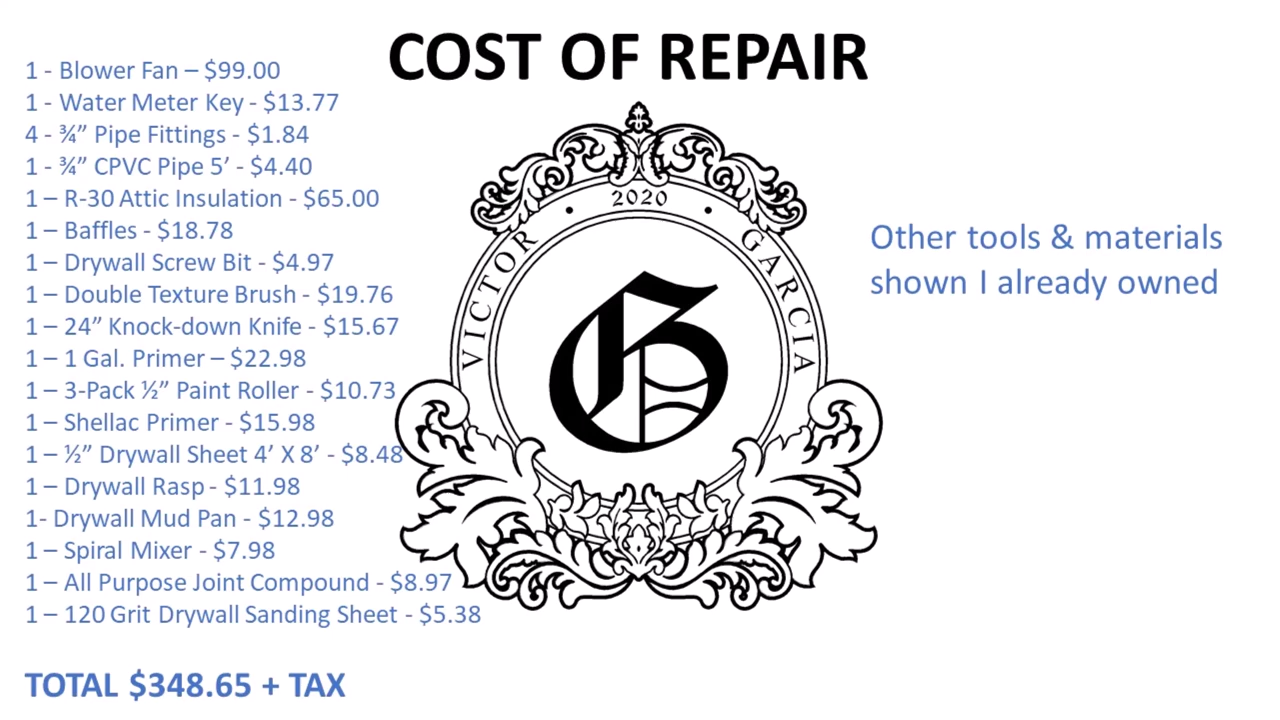 COST OF REPAIR
1 - Blower Fan – $99.00
1 - Water Meter Key - $13.77
4 - ¾” Pipe Fittings - $1.84
1 - ¾” CPVC Pipe 5’ - $4.40
1 – R-30 Attic Insulation - $65.00
1 – Baffles - $18.78
1 – Drywall Screw Bit - $4.97
1 – Double Texture Brush - $19.76
1 – 24” Knock-down Knife - $15.67
1 – 1 Gal. Primer – $22.98
1 – 3-Pack ½” Paint Roller - $10.73
1 – Shellac Primer - $15.98
1 – ½” Drywall Sheet 4’ X 8’ - $8.48
1 – Drywall Rasp - $11.98
1- Drywall Mud Pan - $12.98
1 – Spiral Mixer - $7.98
1 – All Purpose Joint Compound - $8.97
1 – 120 Grit Drywall Sanding Sheet - $5.38
TOTAL $348.65 + TAX
VICTOR • 2020 • GARCIA
G
Other tools & materials
shown I already owned